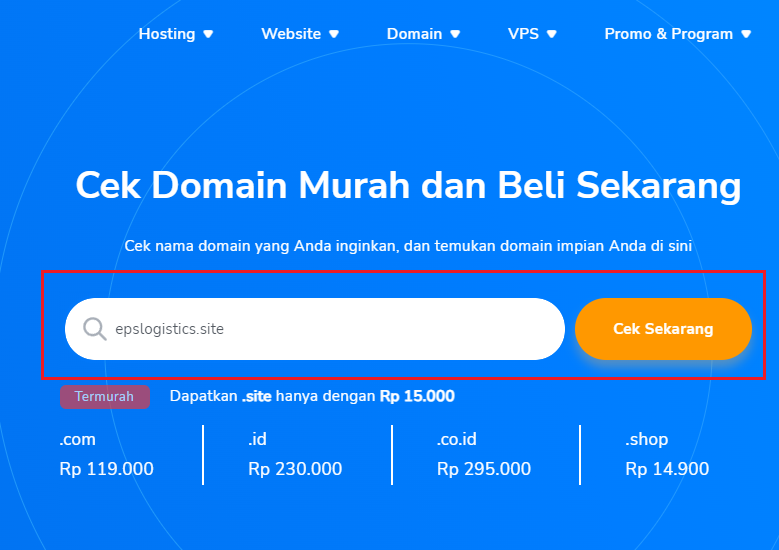 Hosting Website Domain VPS Promo & Program
Cek Domain Murah dan Beli Sekarang
Cek nama domain yang Anda inginkan, dan temukan domain impian Anda di sini
epslogistics.site Cek Sekarang
Termurah Dapatkan .site hanya dengan Rp 15.000
.com .id .co.id .shop
Rp 119.000 Rp 230.000 Rp 295.000 Rp 14.900